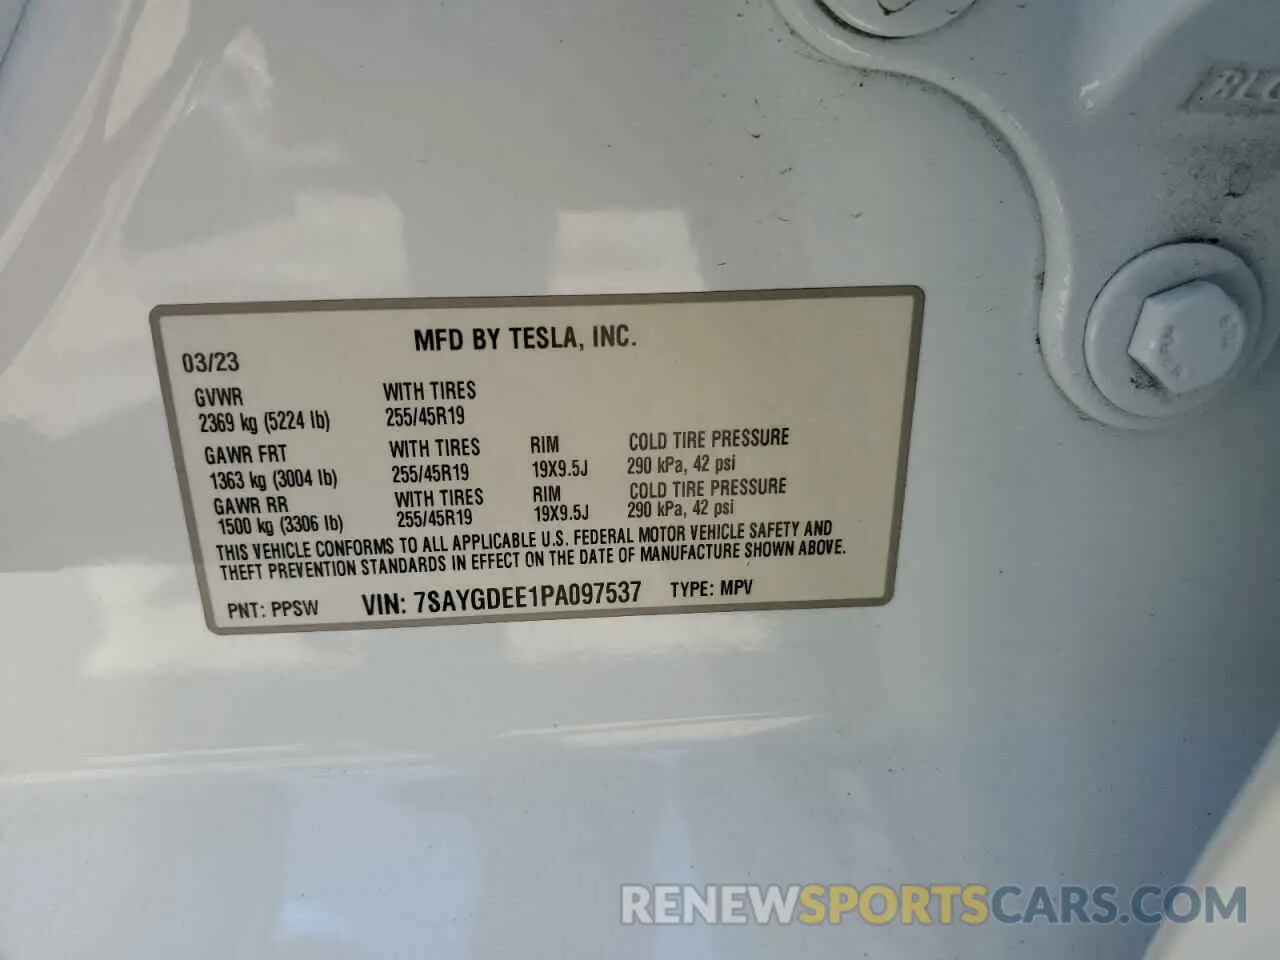 MFD BY TESLA, INC.
03/23
GVWR WITH TIRES
2369 kg (5224 lb) 255/45R19
GAWR FRT WITH TIRES RIM COLD TIRE PRESSURE
1363 kg (3004 lb) 255/45R19 19X9.5J 290 kPa, 42 psi
GAWR RR WITH TIRES RIM COLD TIRE PRESSURE
1500 kg (3306 lb) 255/45R19 19X9.5J 290 kPa, 42 psi
THIS VEHICLE CONFORMS TO ALL APPLICABLE U.S. FEDERAL MOTOR VEHICLE SAFETY AND
THEFT PREVENTION STANDARDS IN EFFECT ON THE DATE OF MANUFACTURE SHOWN ABOVE.
PNT: PPSW VIN: 7SAYGDEE1PA097537 TYPE: MPV
RENEWSPORTSCARS.COM